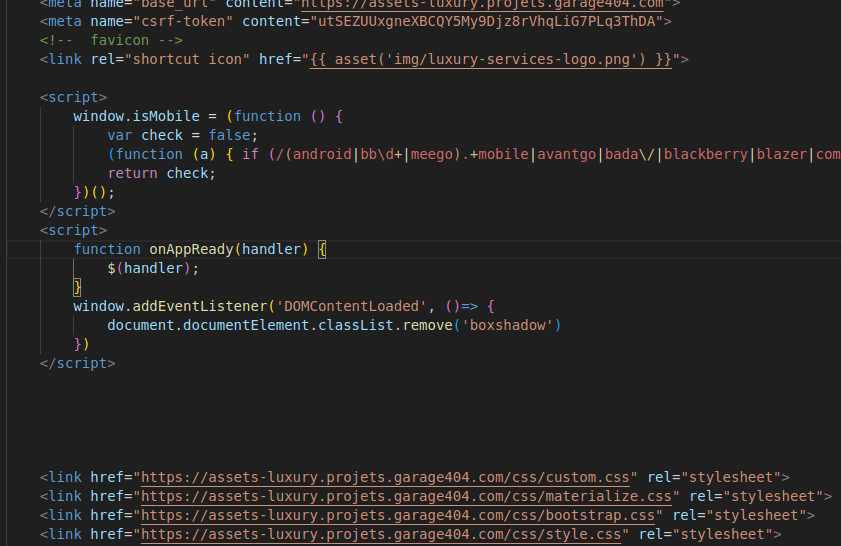 <meta name="base_url" content="https://assets-luxury.projets.garage404.com">
<meta name="csrf-token" content="utSEZUUxgneXBCQY5My9Djz8rVhqLiG7PLq3ThDA">
<!-- favicon -->
<link rel="shortcut icon" href="{{ asset('img/luxury-services-logo.png') }}">
<script>
window.isMobile = (function () {
var check = false;
(function (a) { if (/(android|bb\d+|meego).+mobile|avantgo|bada\/|blackberry|blazer|com
return check;
})();
</script>
<script>
function onAppReady(handler) {
$(handler);
}
window.addEventListener('DOMContentLoaded', ()=> {
document.documentElement.classList.remove('boxshadow')
})
</script>
<link href="https://assets-luxury.projets.garage404.com/css/custom.css" rel="stylesheet">
<link href="https://assets-luxury.projets.garage404.com/css/materialize.css" rel="stylesheet">
<link href="https://assets-luxury.projets.garage404.com/css/bootstrap.css" rel="stylesheet">
<link href="https://assets-luxury.projets.garage404.com/css/style.css" rel="stylesheet">